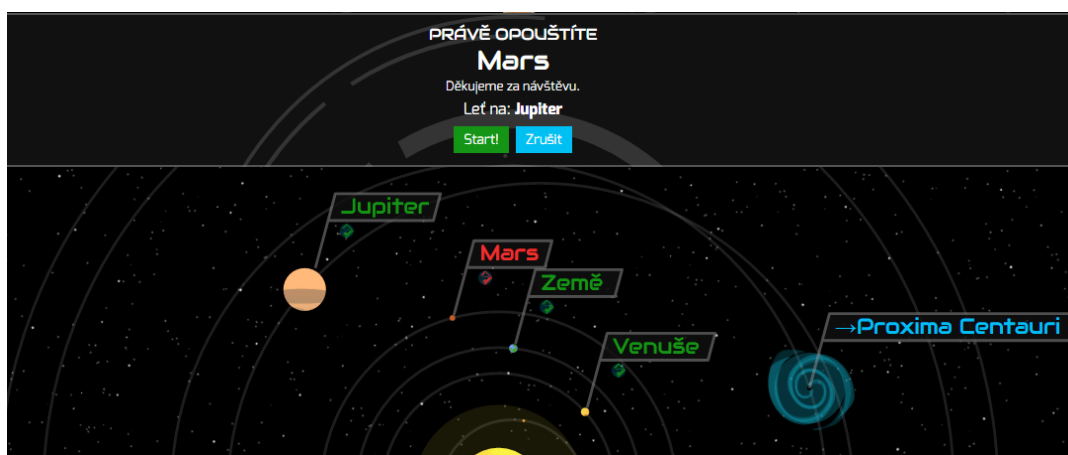 PRÁVĚ OPOUŠTÍTE
Mars
Děkujeme za návštěvu.
Leť na: Jupiter
Start! Zrušit
Jupiter
Mars
Země
→Proxima Centauri
Venuše